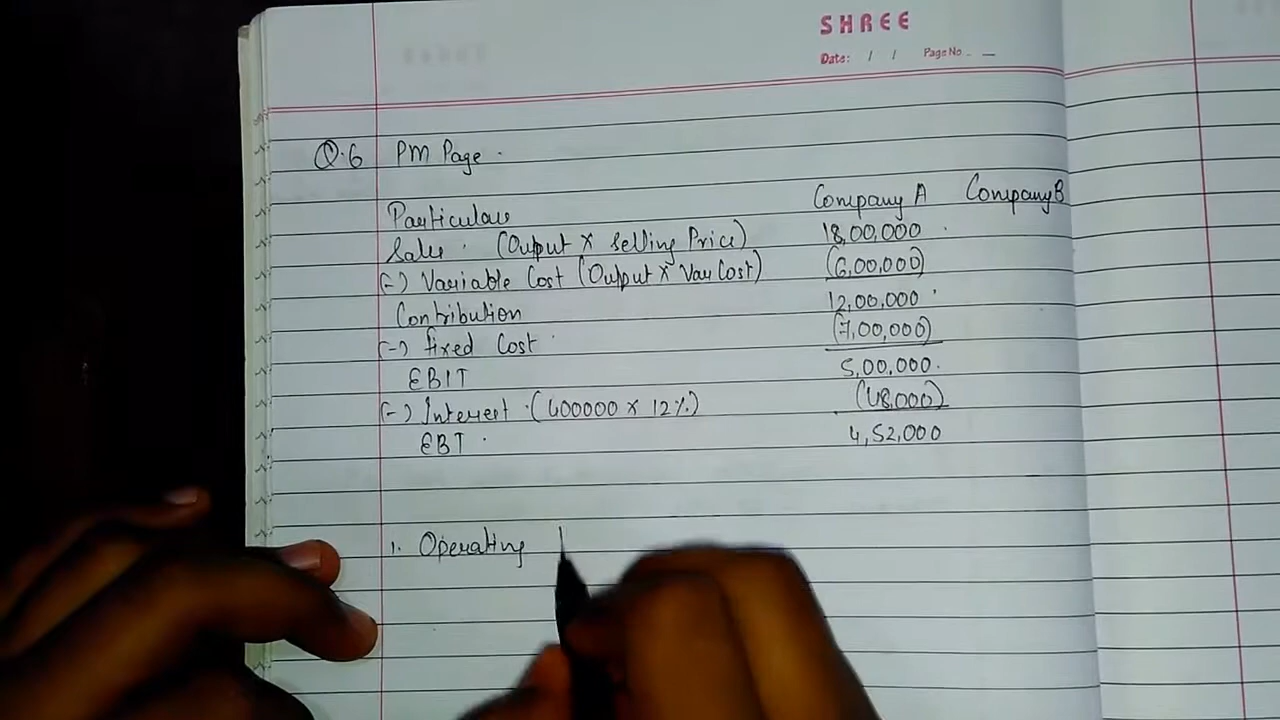 SHREE
Date: / / Page No.
Q.6 PM Page.
Particulars Company A Company B
Sales. (Output x Selling Price) 18,00,000
(-) Variable Cost (Output x Var Cost) (6,00,000)
Contribution 12,00,000
(-) fixed Cost (7,00,000)
EBIT 5,00,000.
(-) Interest (400000 x 12%) (48,000)
EBT. 4,52,000
1. Operating